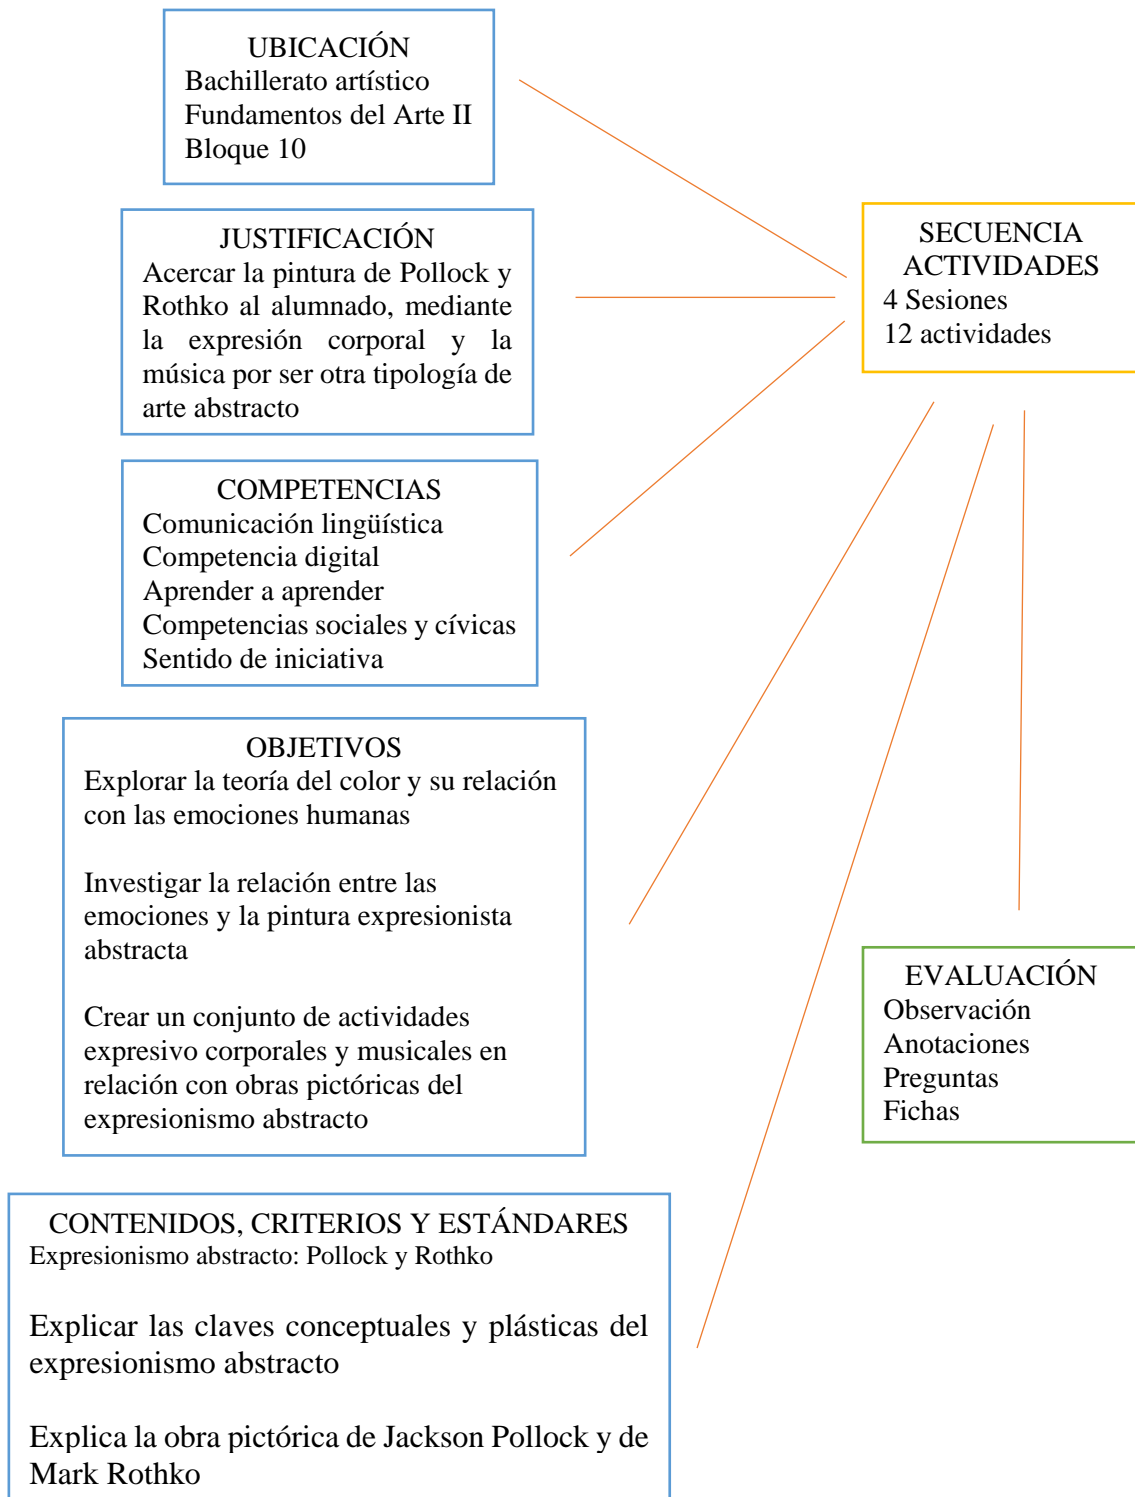 UBICACIÓN
Bachillerato artístico
Fundamentos del Arte II
Bloque 10
JUSTIFICACIÓN
Acercar la pintura de Pollock y
Rothko al alumnado, mediante
la expresión corporal y la
música por ser otra tipología de
arte abstracto
COMPETENCIAS
Comunicación lingüística
Competencia digital
Aprender a aprender
Competencias sociales y cívicas
Sentido de iniciativa
OBJETIVOS
Explorar la teoría del color y su relación
con las emociones humanas
Investigar la relación entre las
emociones y la pintura expresionista
abstracta
Crear un conjunto de actividades
expresivo corporales y musicales en
relación con obras pictóricas del
expresionismo abstracto
CONTENIDOS, CRITERIOS Y ESTÁNDARES
Expresionismo abstracto: Pollock y Rothko
Explicar las claves conceptuales y plásticas del
expresionismo abstracto
Explica la obra pictórica de Jackson Pollock y de
Mark Rothko
SECUENCIA
ACTIVIDADES
4 Sesiones
12 actividades
EVALUACIÓN
Observación
Anotaciones
Preguntas
Fichas